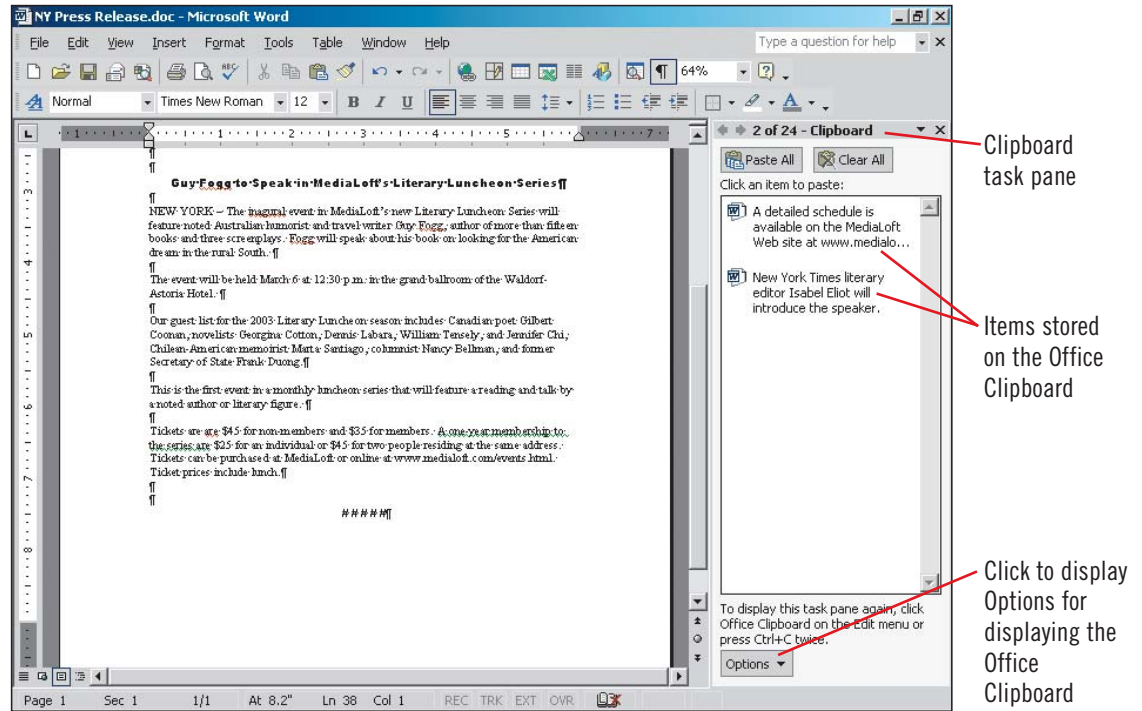 NY Press Release.doc - Microsoft Word
File Edit View Insert Format Tools Table Window Help
Type a question for help
64%
Normal Times New Roman 12 B I U
1 1 2 3 4 5 7
2 of 24 - Clipboard
Paste All Clear All
Click an item to paste:
A detailed schedule is
available on the MediaLoft
Web site at www.medialo...
New York Times literary
editor Isabel Eliot will
introduce the speaker.
To display this task pane again, click
Office Clipboard on the Edit menu or
press Ctrl+C twice.
Options
¶
¶
Guy·Fogg·to·Speak·in·MediaLoft's·Literary·Luncheon·Series¶
¶
NEW·YORK·–·The·inagural·event·in·MediaLoft's·new·Literary·Luncheon·Series·will·
feature·noted·Australian·humorist·and·travel·writer·Guy·Fogg,·author·of·more·than·fifteen·
books·and·three·screenplays.·Fogg·will·speak·about·his·book·on·looking·for·the·American·
dream·in·the·rural·South.·¶
¶
The·event·will·be·held·March·6·at·12:30·p.m.·in·the·grand·ballroom·of·the·Waldorf-
Astoria·Hotel.·¶
¶
Our·guest·list·for·the·2003·Literary·Luncheon·season·includes·Canadian·poet·Gilbert·
Coonan,·novelists·Georgina·Cotton,·Dennis·Labara,·William·Tensely,·and·Jennifer·Chi,·
Chilean-American·memoirist·Marta·Santiago,·columnist·Nancy·Bellman,·and·former·
Secretary·of·State·Frank·Duong.¶
¶
This·is·the·first·event·in·a·monthly·luncheon·series·that·will·feature·a·reading·and·talk·by·
a·noted·author·or·literary·figure.·¶
¶
Tickets·are·are·$45·for·non-members·and·$35·for·members.·A·one-year·membership·to·
the·series·are·$25·for·an·individual·or·$45·for·two·people·residing·at·the·same·address.·
Tickets·can·be·purchased·at·MediaLoft·or·online·at·www.medialoft.com/events.html.·
Ticket·prices·include·lunch.¶
¶
¶
#####¶
3
4
5
6
7
8
Page 1 Sec 1 1/1 At 8.2" Ln 38 Col 1 REC TRK EXT OVR
Clipboard
task pane
Items stored
on the Office
Clipboard
Click to display
Options for
displaying the
Office
Clipboard